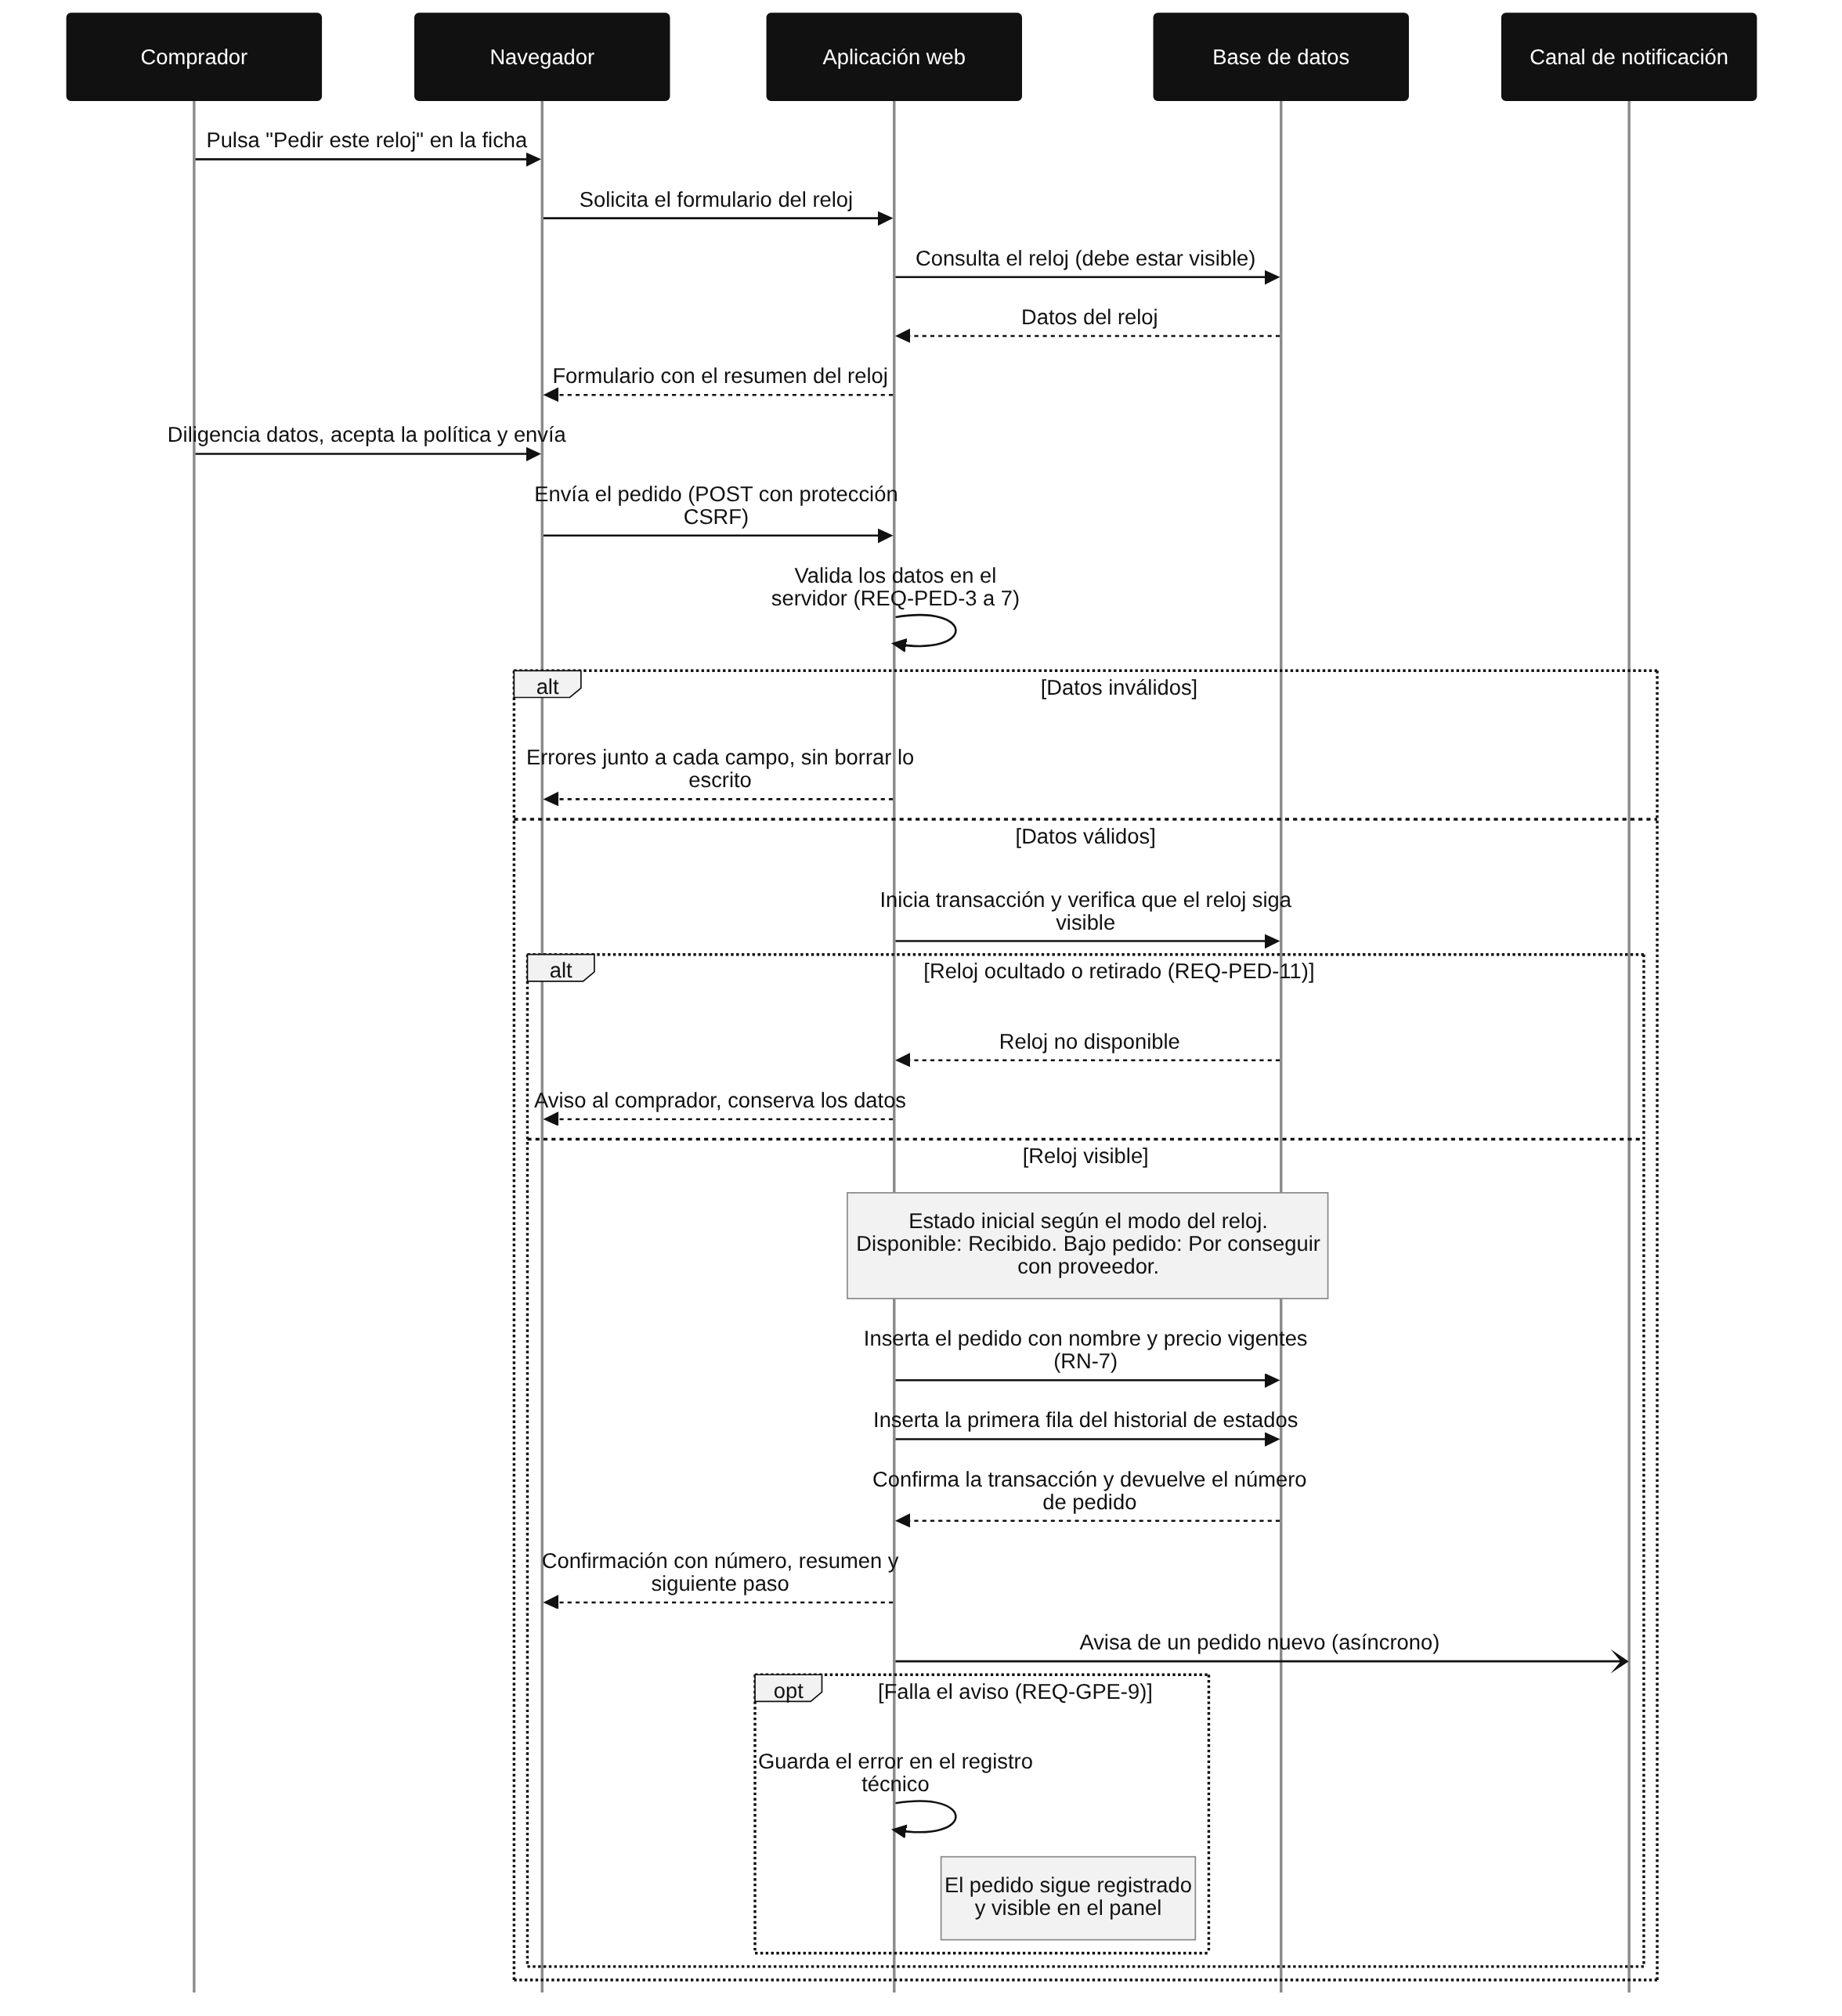 Comprador
Navegador
Aplicación web
Base de datos
Canal de notificación
Pulsa "Pedir este reloj" en la ficha
Solicita el formulario del reloj
Consulta el reloj (debe estar visible)
Datos del reloj
Formulario con el resumen del reloj
Diligencia datos, acepta la política y envía
Envía el pedido (POST con protección
CSRF)
Valida los datos en el
servidor (REQ-PED-3 a 7)
alt
[Datos inválidos]
Errores junto a cada campo, sin borrar lo
escrito
[Datos válidos]
Inicia transacción y verifica que el reloj siga
visible
alt
[Reloj ocultado o retirado (REQ-PED-11)]
Reloj no disponible
Aviso al comprador, conserva los datos
[Reloj visible]
Estado inicial según el modo del reloj.
Disponible: Recibido. Bajo pedido: Por conseguir
con proveedor.
Inserta el pedido con nombre y precio vigentes
(RN-7)
Inserta la primera fila del historial de estados
Confirma la transacción y devuelve el número
de pedido
Confirmación con número, resumen y
siguiente paso
Avisa de un pedido nuevo (asíncrono)
opt
[Falla el aviso (REQ-GPE-9)]
Guarda el error en el registro
técnico
El pedido sigue registrado
y visible en el panel